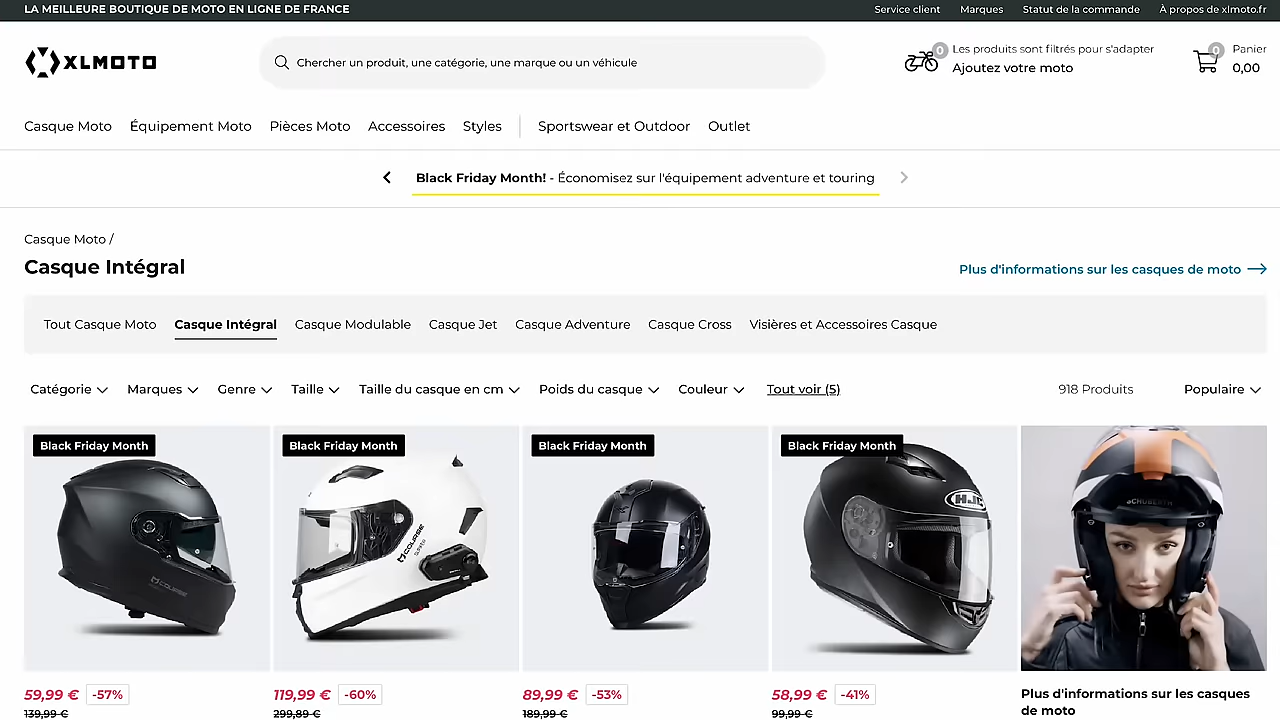 LA MEILLEURE BOUTIQUE DE MOTO EN LIGNE DE FRANCE
Service client
Marques
Statut de la commande
À propos de xlmoto.fr
XLMOTO
Chercher un produit, une catégorie, une marque ou un véhicule
0
Les produits sont filtrés pour s'adapter
Ajoutez votre moto
0
Panier
0,00
Casque Moto
Équipement Moto
Pièces Moto
Accessoires
Styles
Sportswear et Outdoor
Outlet
Black Friday Month! - Économisez sur l'équipement adventure et touring
Casque Moto /
Casque Intégral
Plus d'informations sur les casques de moto
Tout Casque Moto
Casque Intégral
Casque Modulable
Casque Jet
Casque Adventure
Casque Cross
Visières et Accessoires Casque
Catégorie
Marques
Genre
Taille
Taille du casque en cm
Poids du casque
Couleur
Tout voir (5)
918 Produits
Populaire
Black Friday Month
Black Friday Month
Black Friday Month
Black Friday Month
COURSE
COURSE
HJC
SCHUBERTH
59,99 €
-57%
139,99 €
119,99 €
-60%
299,89 €
89,99 €
-53%
189,99 €
58,99 €
-41%
99,99 €
Plus d'informations sur les casques
de moto